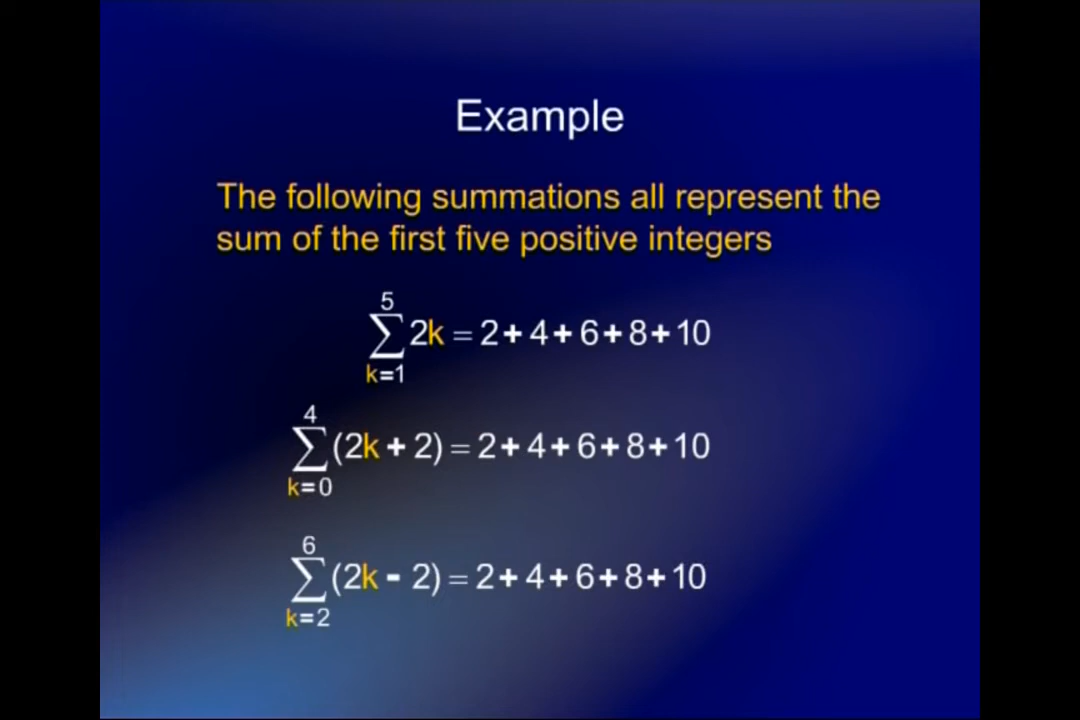 Example
The following summations all represent the
sum of the first five positive integers
5
∑ 2k = 2 + 4 + 6 + 8 + 10
k=1
4
∑ (2k + 2) = 2 + 4 + 6 + 8 + 10
k=0
6
∑ (2k - 2) = 2 + 4 + 6 + 8 + 10
k=2